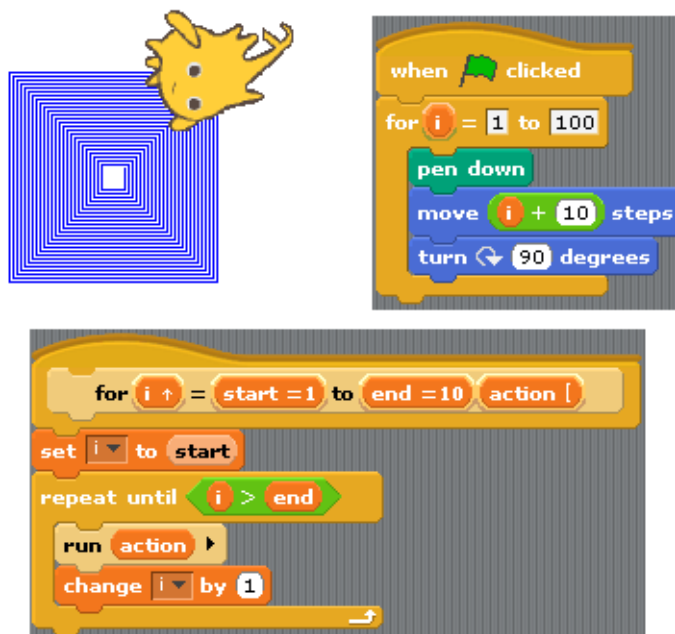 when clicked
for i = 1 to 100
pen down
move i + 10 steps
turn 90 degrees
for i ↑ = start =1 to end =10 action [
set i to start
repeat until i > end
run action
change i by 1